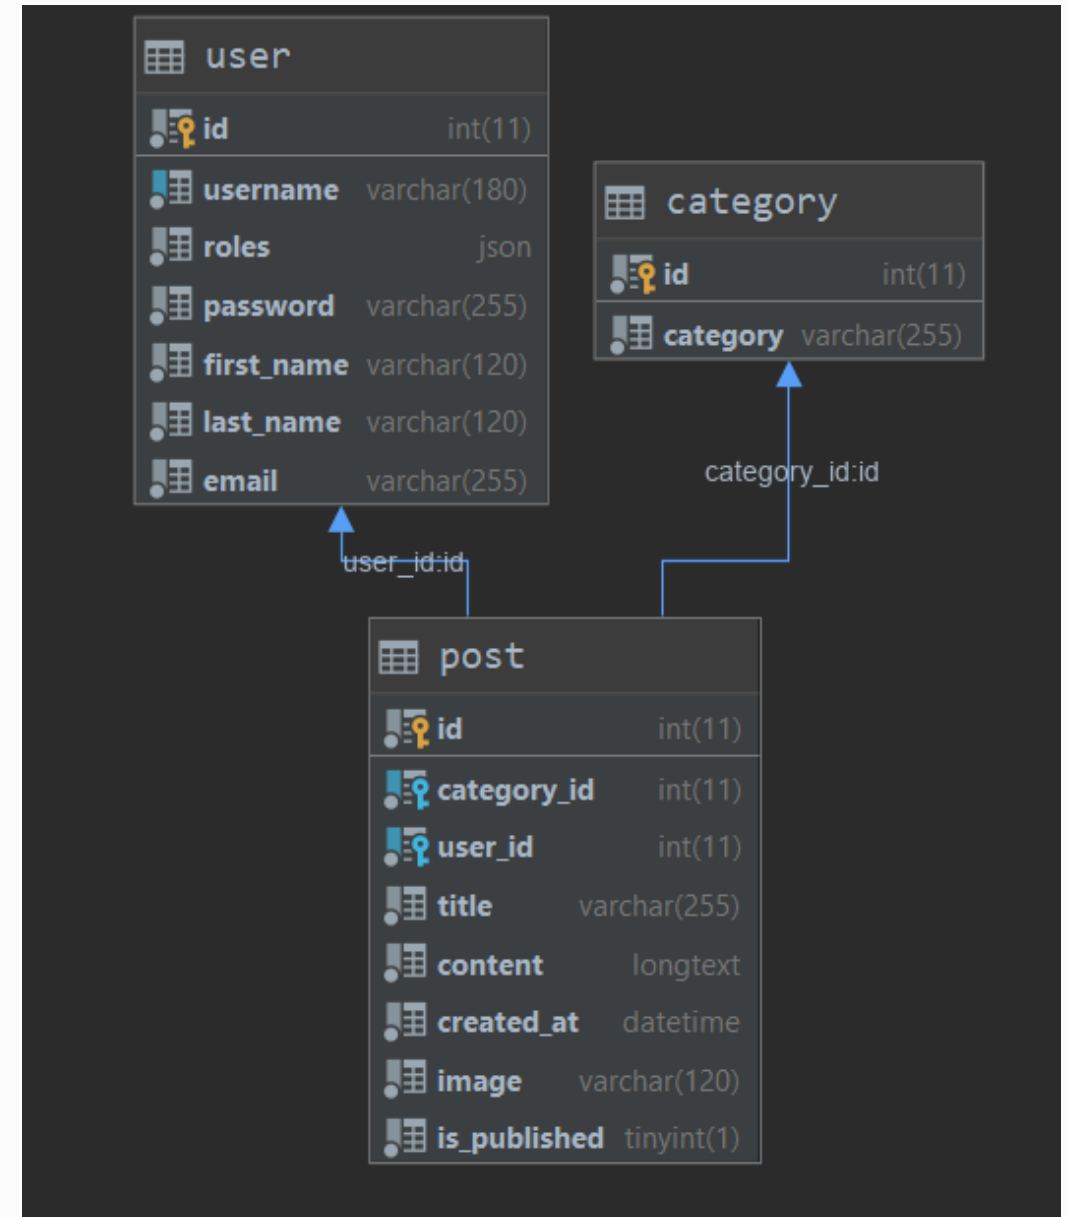 user
id int(11)
username varchar(180)
roles json
password varchar(255)
first_name varchar(120)
last_name varchar(120)
email varchar(255)
category
id int(11)
category varchar(255)
category_id:id
user_id:id
post
id int(11)
category_id int(11)
user_id int(11)
title varchar(255)
content longtext
created_at datetime
image varchar(120)
is_published tinyint(1)